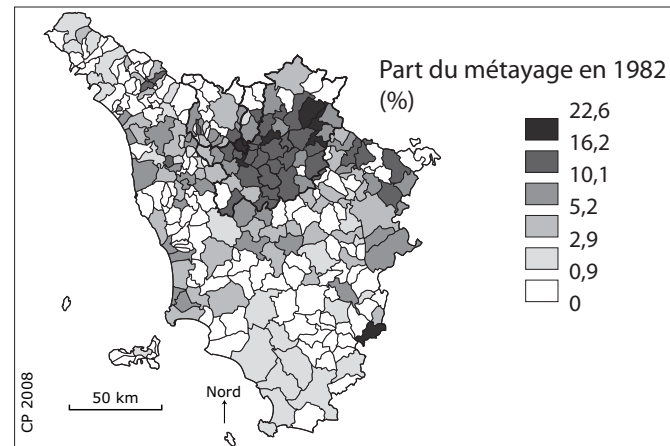 Part du métayage en 1982
(%)
22,6
16,2
10,1
5,2
2,9
0,9
0
CP 2008
50 km
Nord